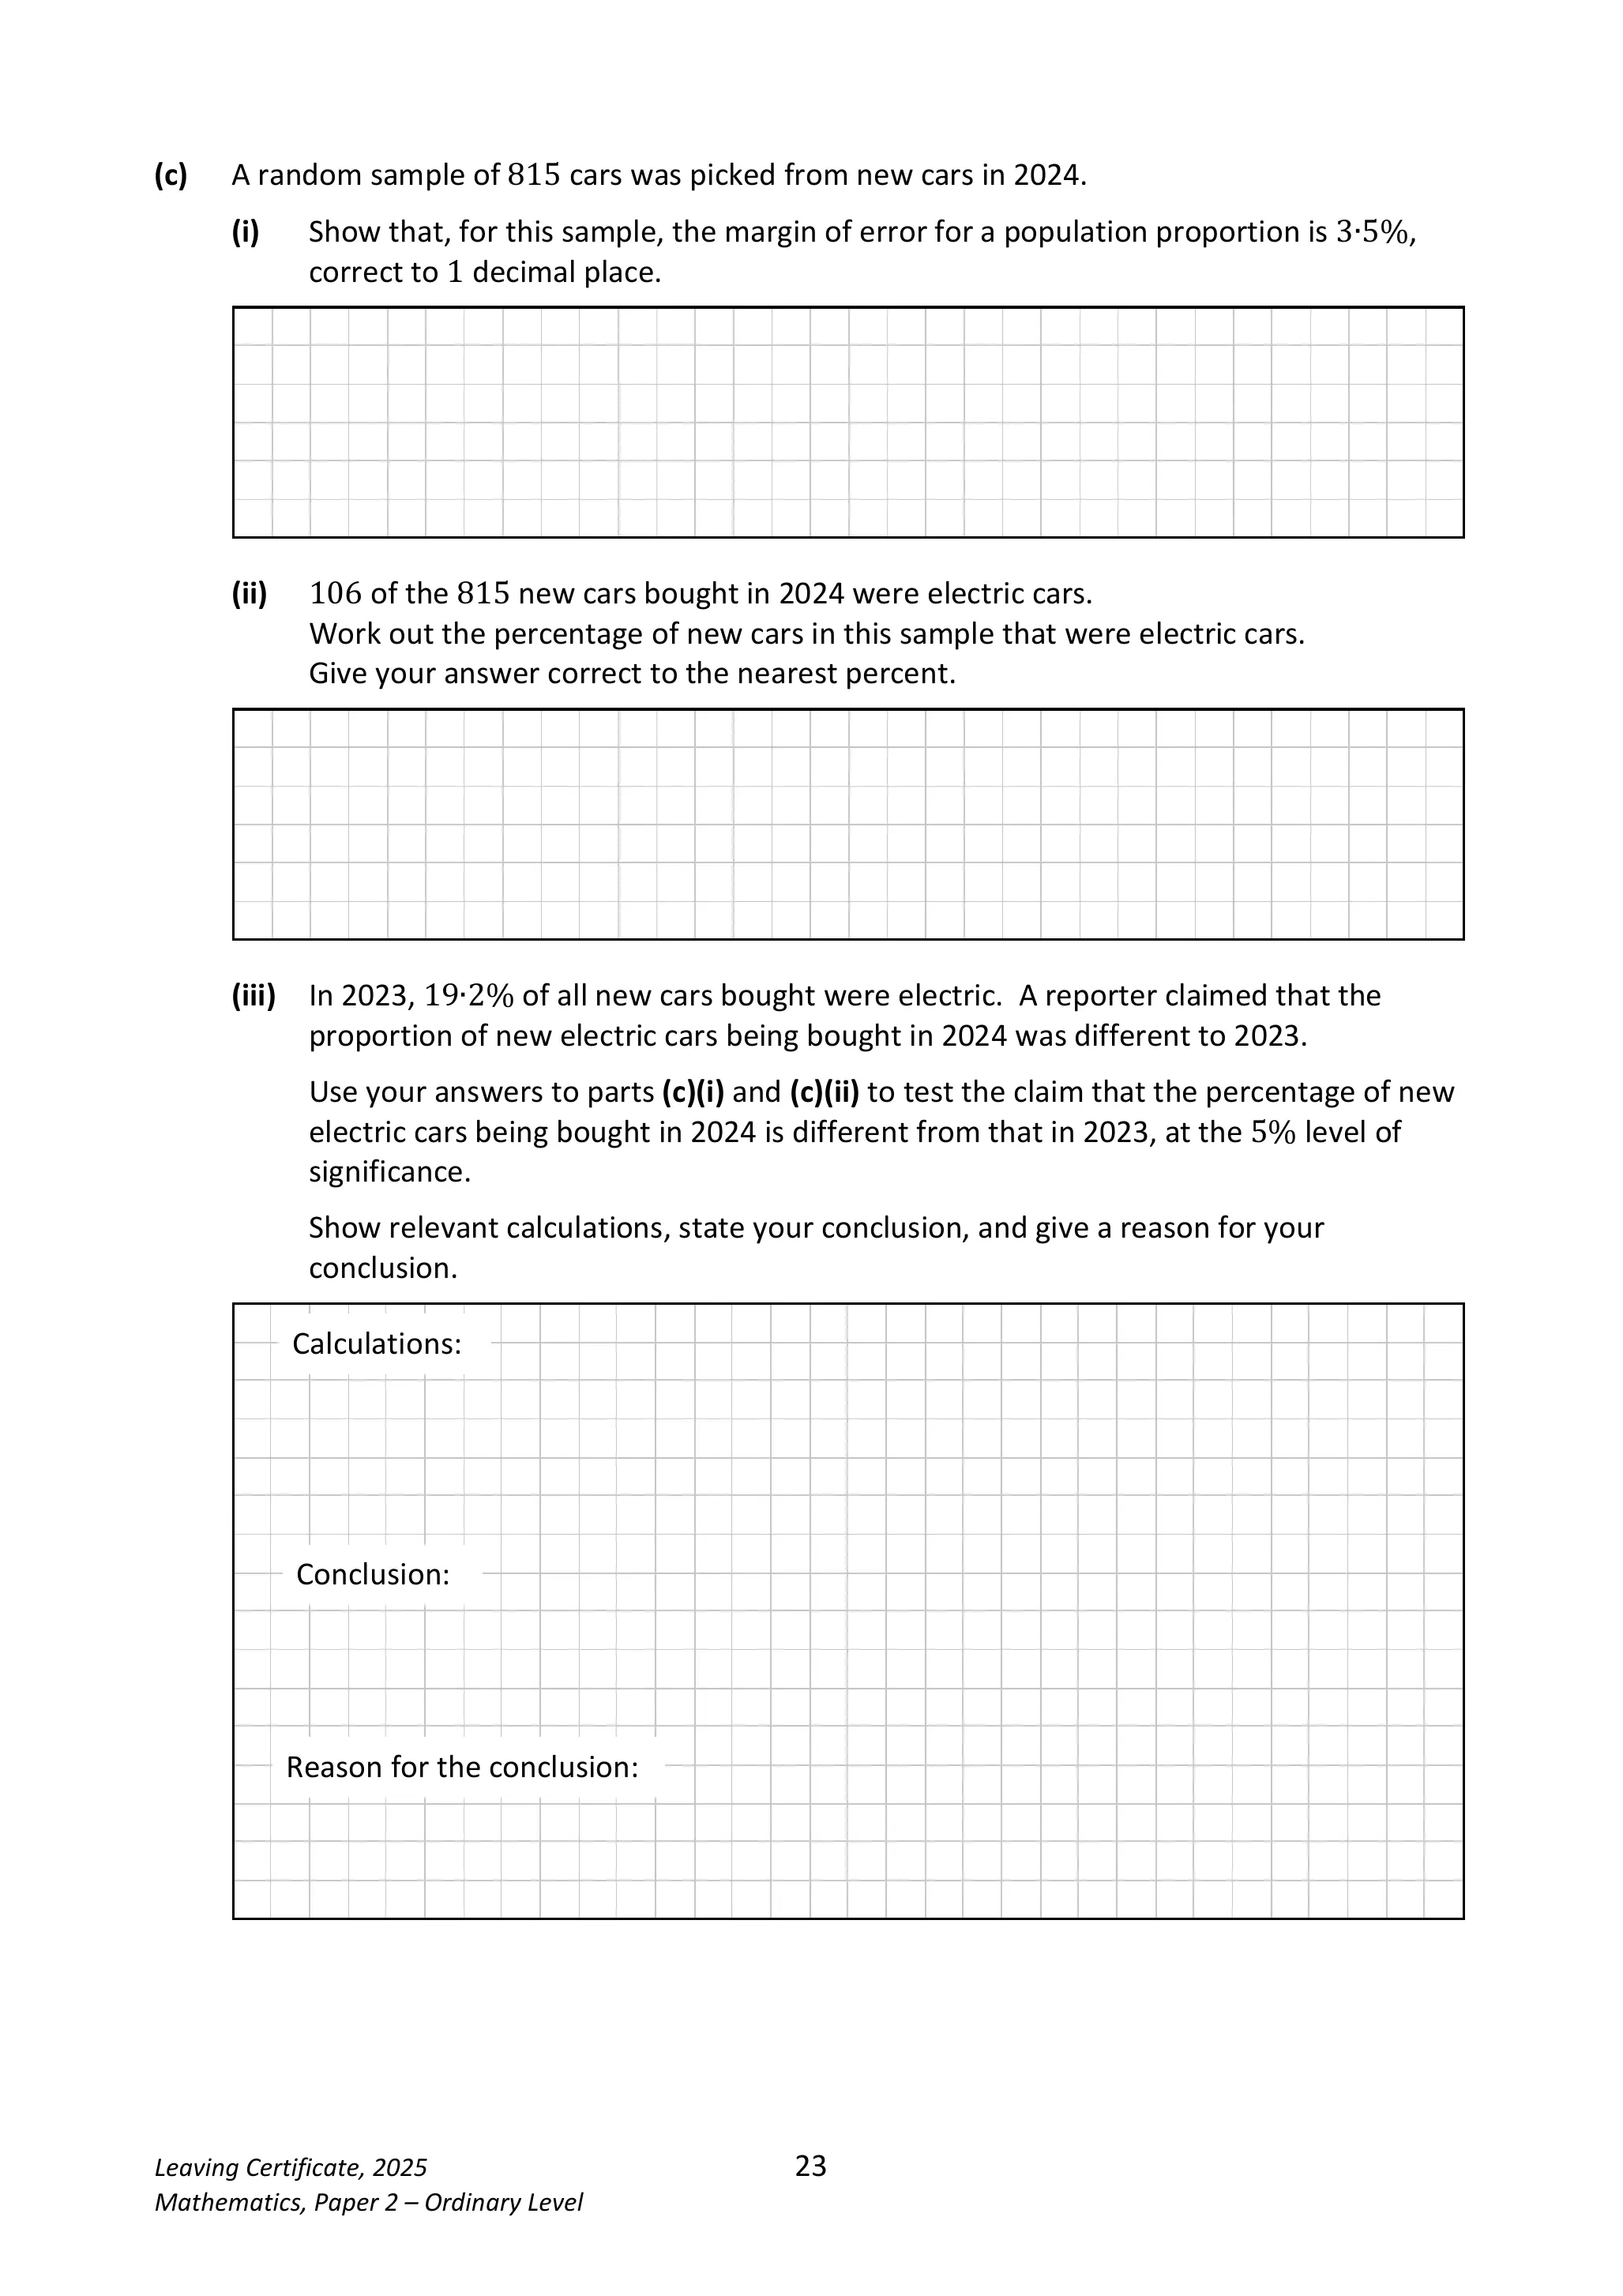 (c) A random sample of 815 cars was picked from new cars in 2024.
(i) Show that, for this sample, the margin of error for a population proportion is 3·5%,
correct to 1 decimal place.
(ii) 106 of the 815 new cars bought in 2024 were electric cars.
Work out the percentage of new cars in this sample that were electric cars.
Give your answer correct to the nearest percent.
(iii) In 2023, 19·2% of all new cars bought were electric. A reporter claimed that the
proportion of new electric cars being bought in 2024 was different to 2023.
Use your answers to parts (c)(i) and (c)(ii) to test the claim that the percentage of new
electric cars being bought in 2024 is different from that in 2023, at the 5% level of
significance.
Show relevant calculations, state your conclusion, and give a reason for your
conclusion.
Calculations:
Conclusion:
Reason for the conclusion:
Leaving Certificate, 2025
23
Mathematics, Paper 2 – Ordinary Level